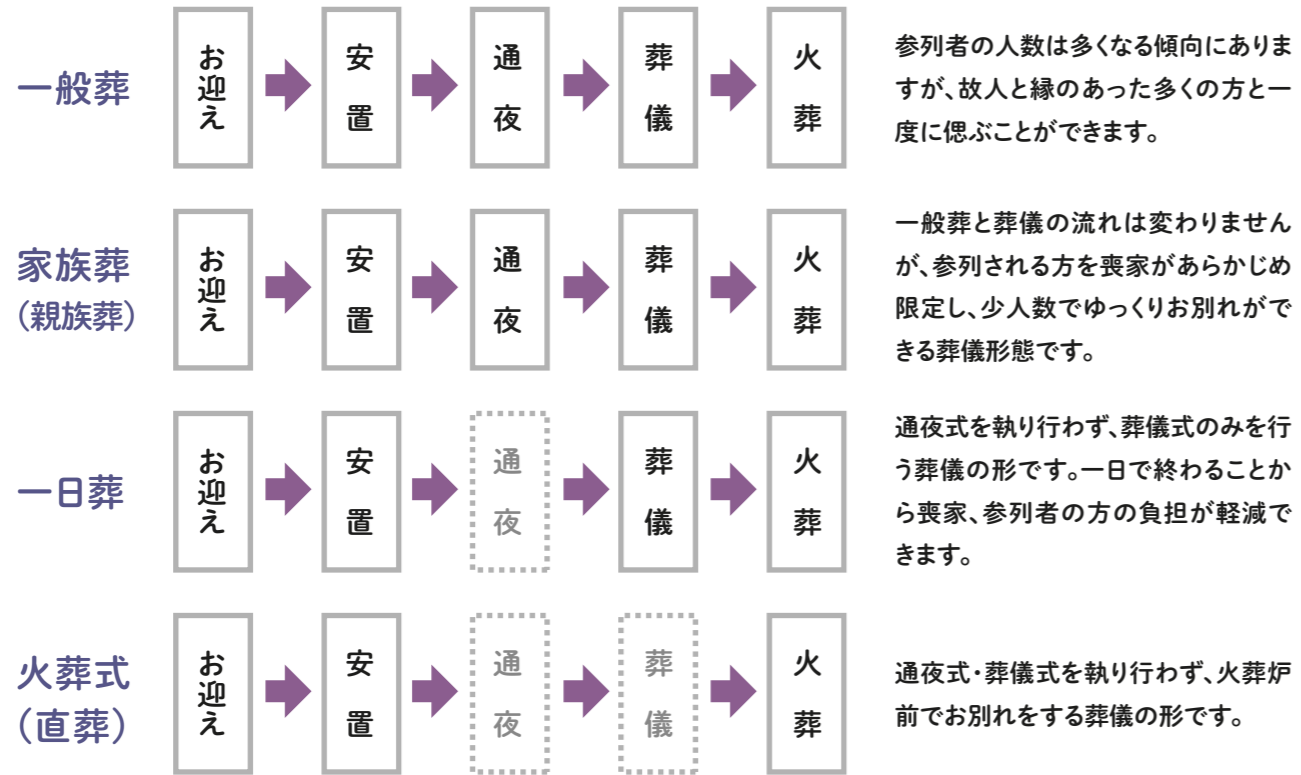 一般葬
お迎え
安置
通夜
葬儀
火葬
参列者の人数は多くなる傾向にありま
すが、故人と縁のあった多くの方と一
度に偲ぶことができます。
家族葬
（親族葬）
お迎え
安置
通夜
葬儀
火葬
一般葬と葬儀の流れは変わりません
が、参列される方を喪家があらかじめ
限定し、少人数でゆっくりお別れがで
きる葬儀形態です。
一日葬
お迎え
安置
通夜
葬儀
火葬
通夜式を執り行わず、葬儀式のみを行
う葬儀の形です。一日で終わることか
ら喪家、参列者の方の負担が軽減で
きます。
火葬式
（直葬）
お迎え
安置
通夜
葬儀
火葬
通夜式・葬儀式を執り行わず、火葬炉
前でお別れをする葬儀の形です。